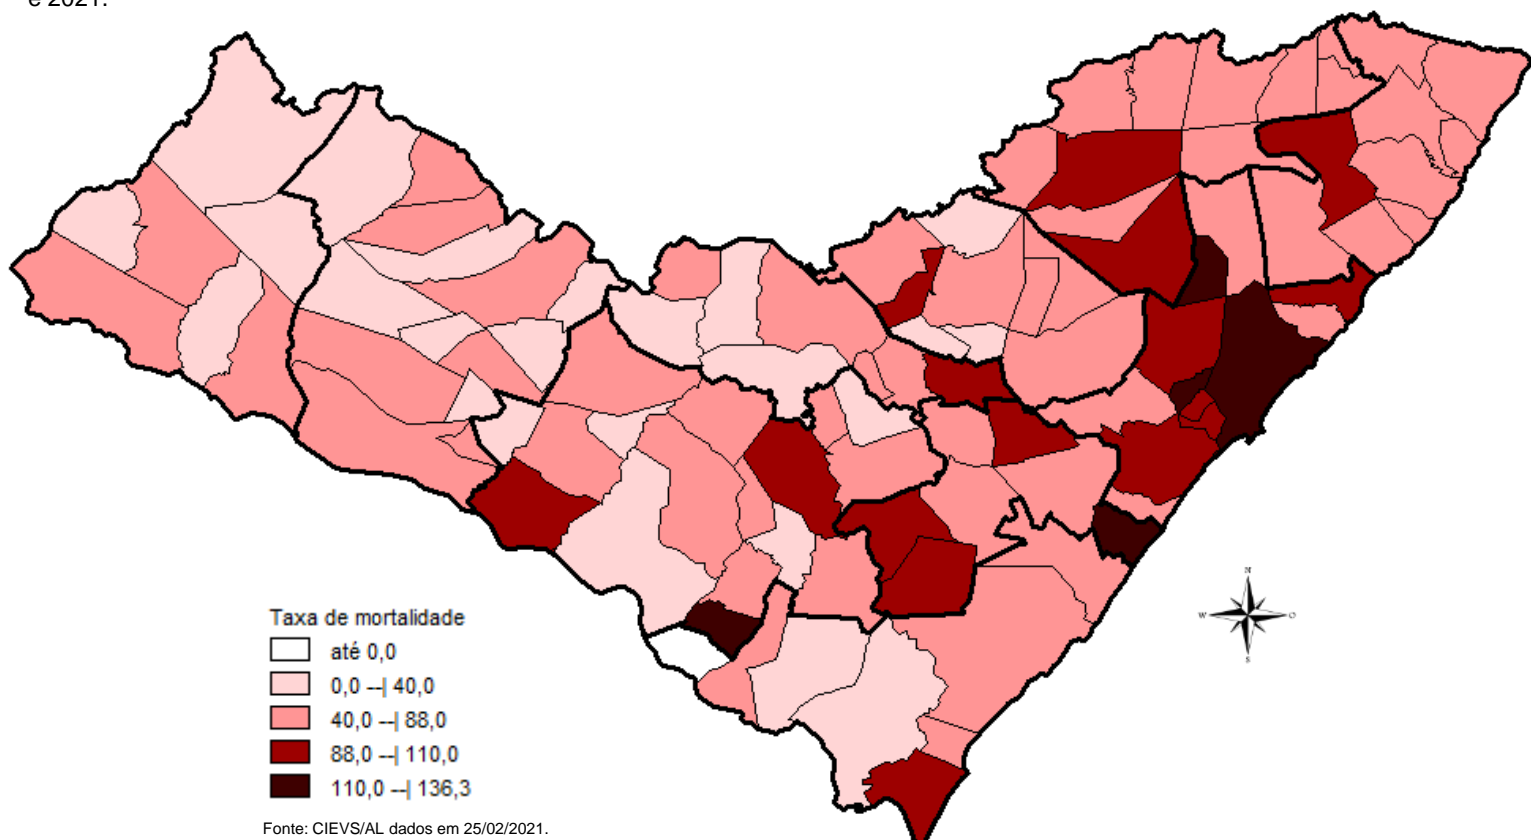 e 2021.
N
W
O
S
Taxa de mortalidade
até 0,0
0,0 --| 40,0
40,0 --| 88,0
88,0 --| 110,0
110,0 --| 136,3
Fonte: CIEVS/AL dados em 25/02/2021.